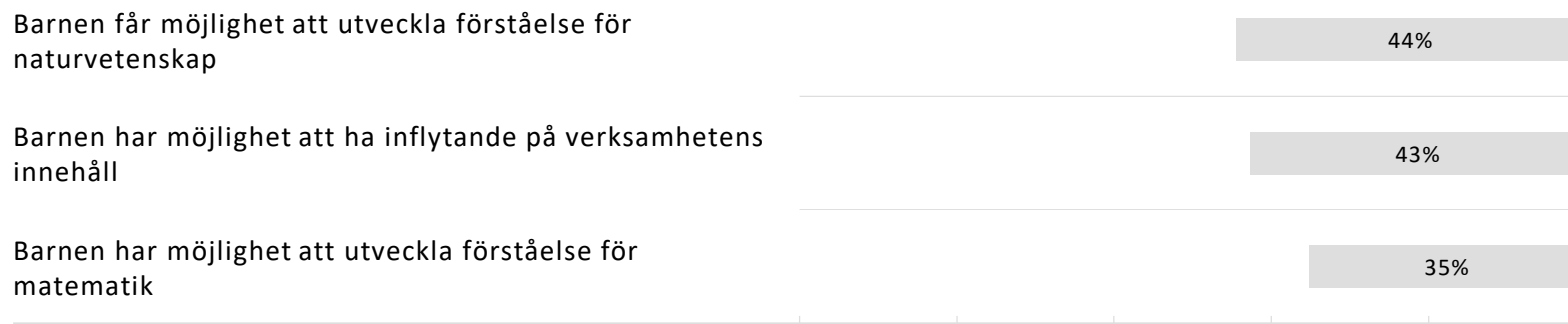 Barnen får möjlighet att utveckla förståelse för
naturvetenskap
44%
Barnen har möjlighet att ha inflytande på verksamhetens
innehåll
43%
Barnen har möjlighet att utveckla förståelse för
matematik
35%